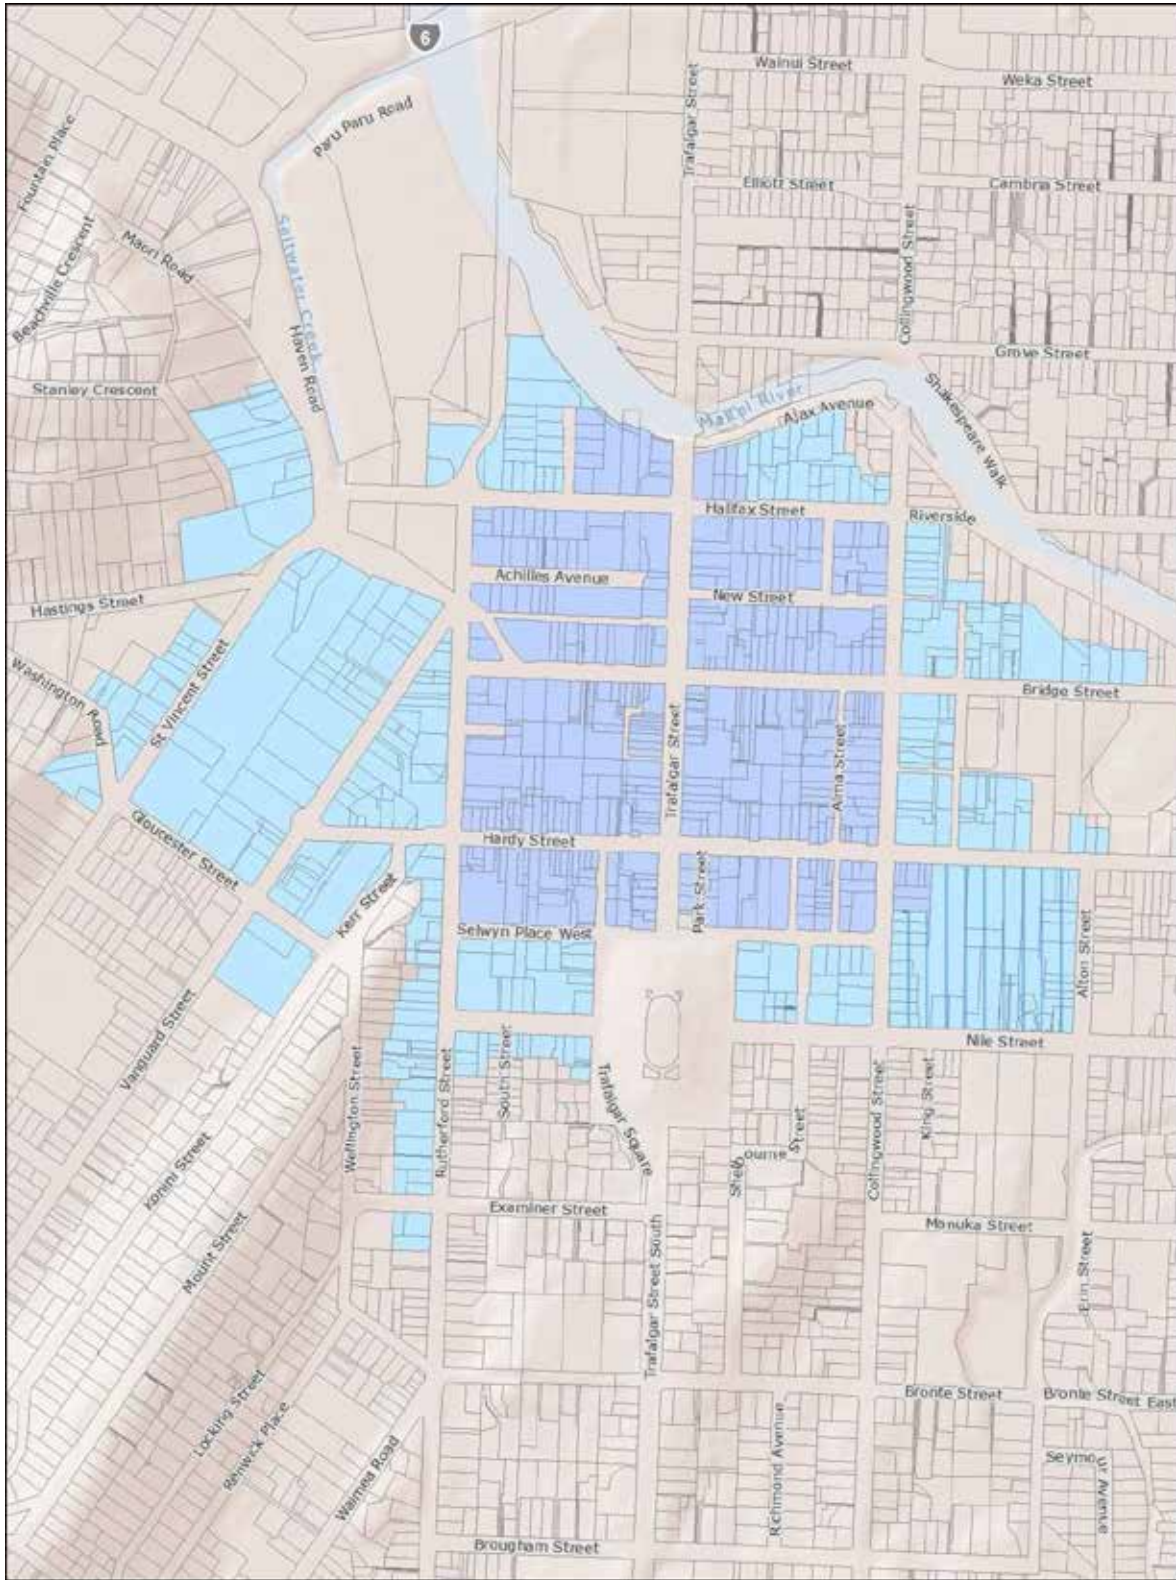 6
Wainui Street
Weka Street
Trafalgar Street
Paru Paru Road
Fountain Place
Elliott Street
Cambria Street
Beachville Crescent
Maori Road
Saltwater Creek
Collingwood Street
Haven Road
Grove Street
Stanley Crescent
Shakespeare Walk
Maitai River
Ajax Avenue
Halifax Street
Riverside
Achilles Avenue
New Street
Hastings Street
Washington Road
St Vincent Street
Bridge Street
Trafalgar Street
Alma Street
Gloucester Street
Hardy Street
Park Street
Kerr Street
Selwyn Place West
Alton Street
Vanguard Street
Nile Street
South Street
Wellington Street
Rutherford Street
Trafalgar Square
Collingwood Street
King Street
Shelbourne Street
Konini Street
Examiner Street
Manuka Street
Mount Street
Trafalgar Street South
Erin Street
Bronte Street
Bronte Street East
Locking Street
Renwick Place
Waimea Road
Richmond Avenue
Seymour Avenue
Brougham Street